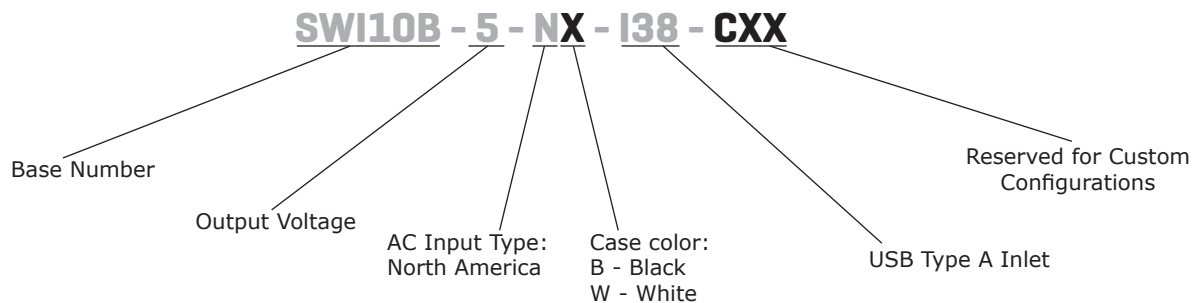 SWI10B - 5 - NX - I38 - CXX
Base Number
Output Voltage
AC Input Type:
North America
Case color:
B - Black
W - White
USB Type A Inlet
Reserved for Custom
Configurations